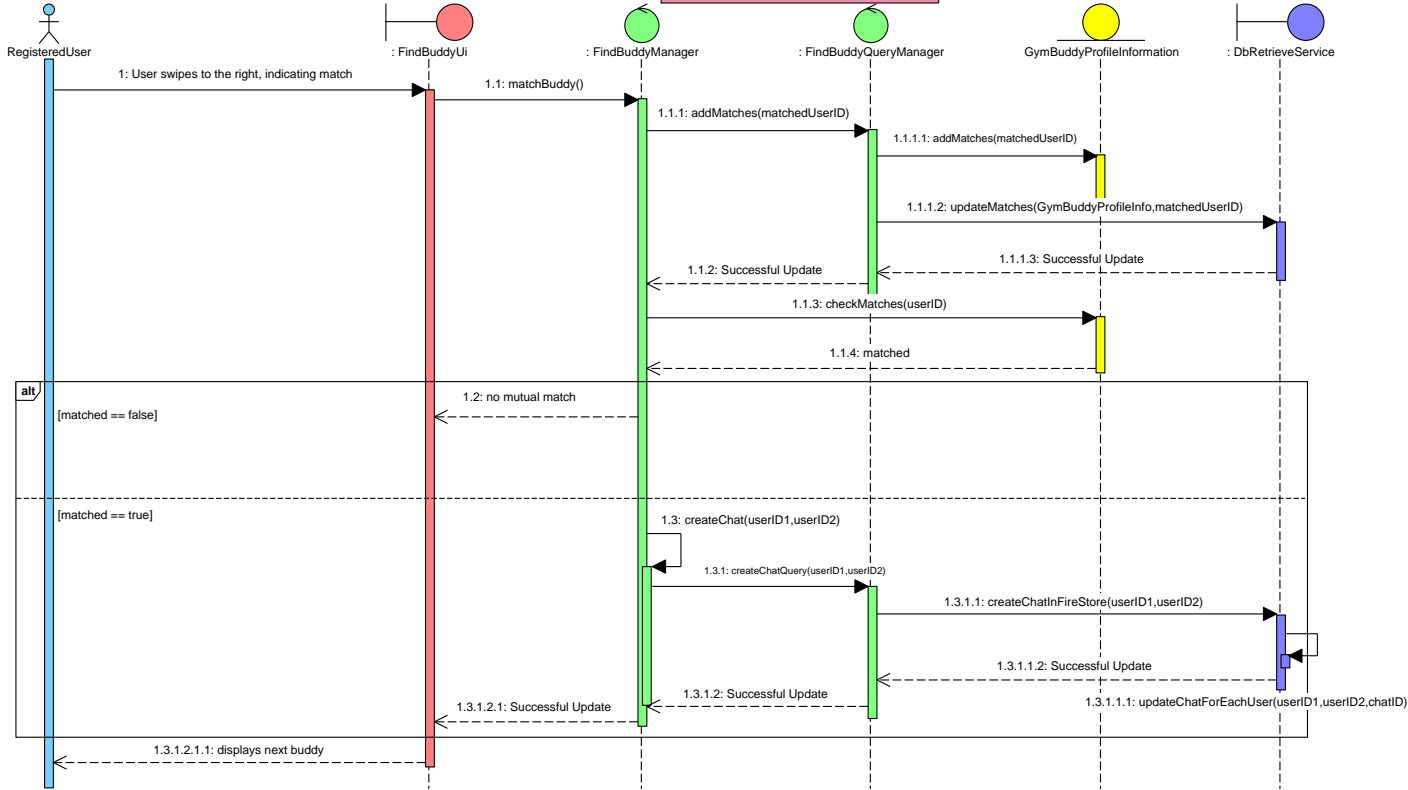 RegisteredUser
: FindBuddyUi
: FindBuddyManager
: FindBuddyQueryManager
GymBuddyProfileInformation
: DbRetrieveService
1: User swipes to the right, indicating match
1.1: matchBuddy()
1.1.1: addMatches(matchedUserID)
1.1.1.1: addMatches(matchedUserID)
1.1.1.2: updateMatches(GymBuddyProfileInfo,matchedUserID)
1.1.1.3: Successful Update
1.1.2: Successful Update
1.1.3: checkMatches(userID)
1.1.4: matched
alt
1.2: no mutual match
[matched == false]
[matched == true]
1.3: createChat(userID1,userID2)
1.3.1: createChatQuery(userID1,userID2)
1.3.1.1: createChatInFireStore(userID1,userID2)
1.3.1.1.2: Successful Update
1.3.1.2: Successful Update
1.3.1.1.1: updateChatForEachUser(userID1,userID2,chatID)
1.3.1.2.1: Successful Update
1.3.1.2.1.1: displays next buddy